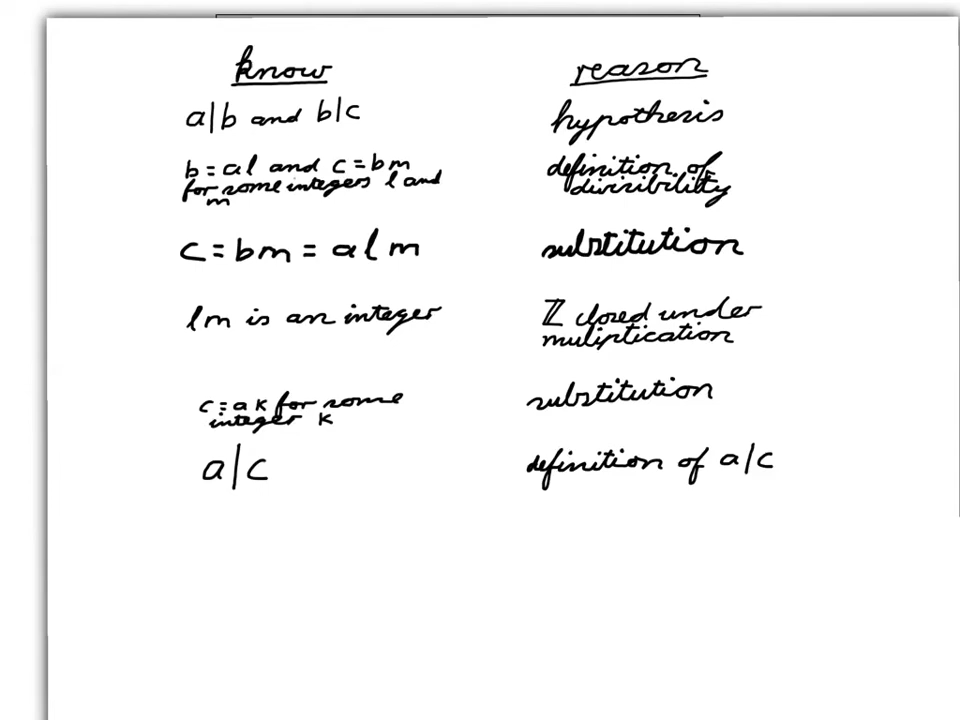 know reason
a|b and b|c hypothesis
b = al and c = bm definition of
for some integers l and divisibility
m
c = bm = alm substitution
lm is an integer ℤ closed under
muliptication
c = ak for some substitution
integer k
a|c definition of a|c